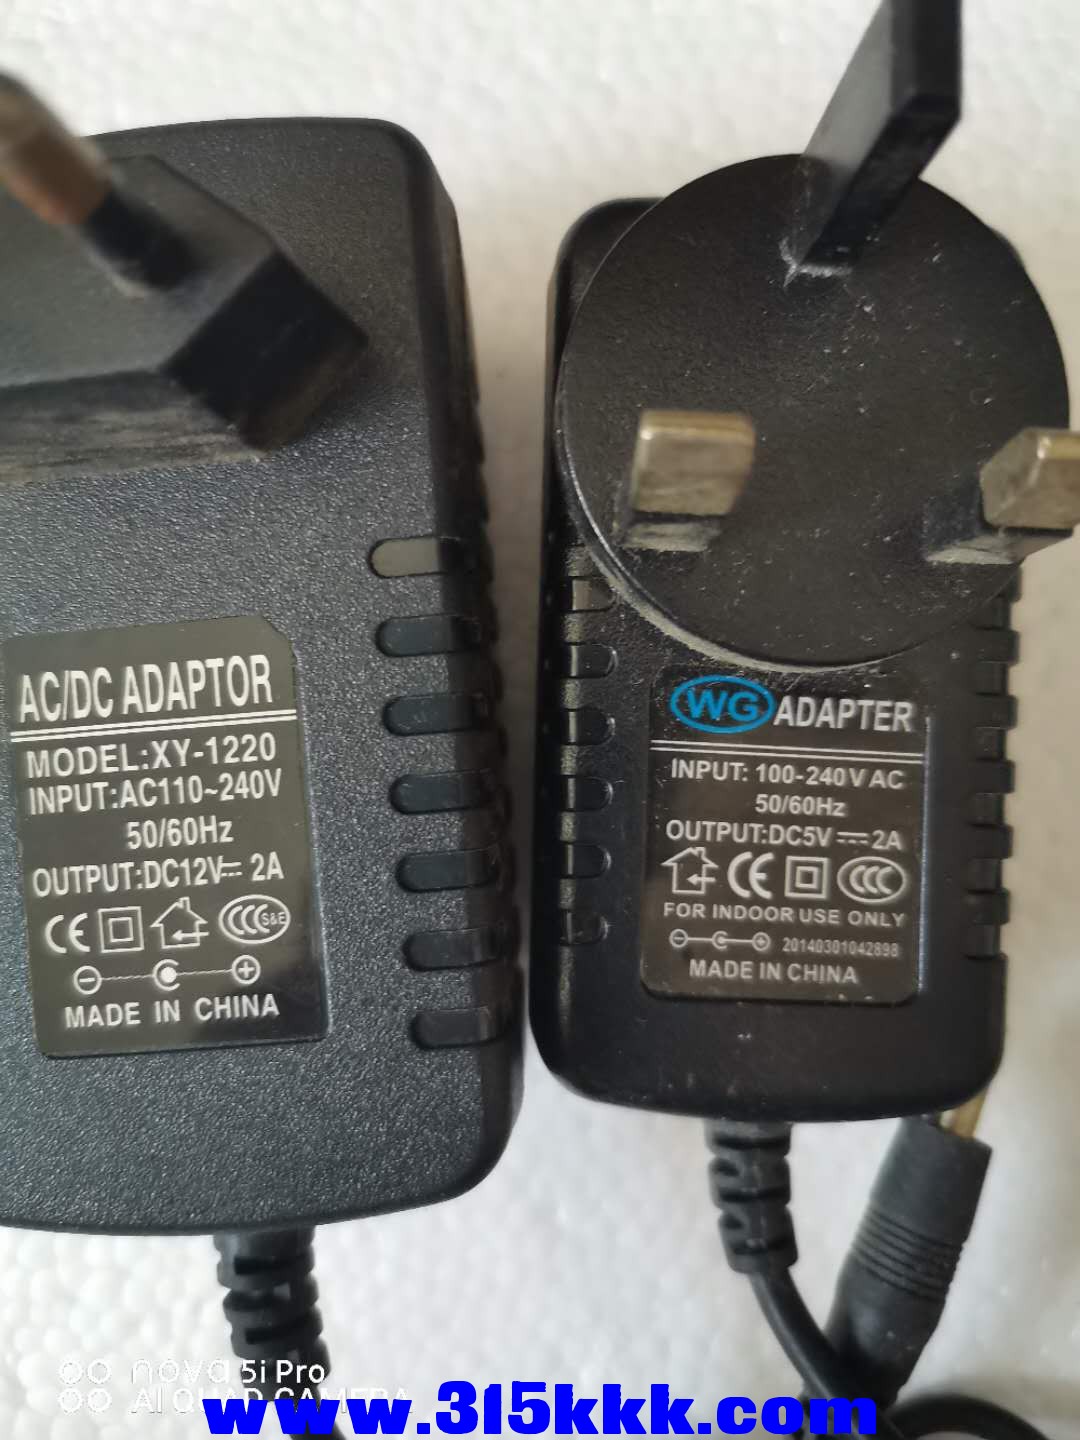 AC/DC ADAPTOR
MODEL:XY-1220
INPUT:AC110~240V
50/60Hz
OUTPUT:DC12V⎓ 2A
CE CCC S&E
MADE IN CHINA
WG ADAPTER
INPUT: 100-240V AC
50/60Hz
OUTPUT:DC5V⎓2A
CE CCC
FOR INDOOR USE ONLY
20140301042898
MADE IN CHINA
nova 5i Pro
AI QUAD CAMERA
www.315kkk.com